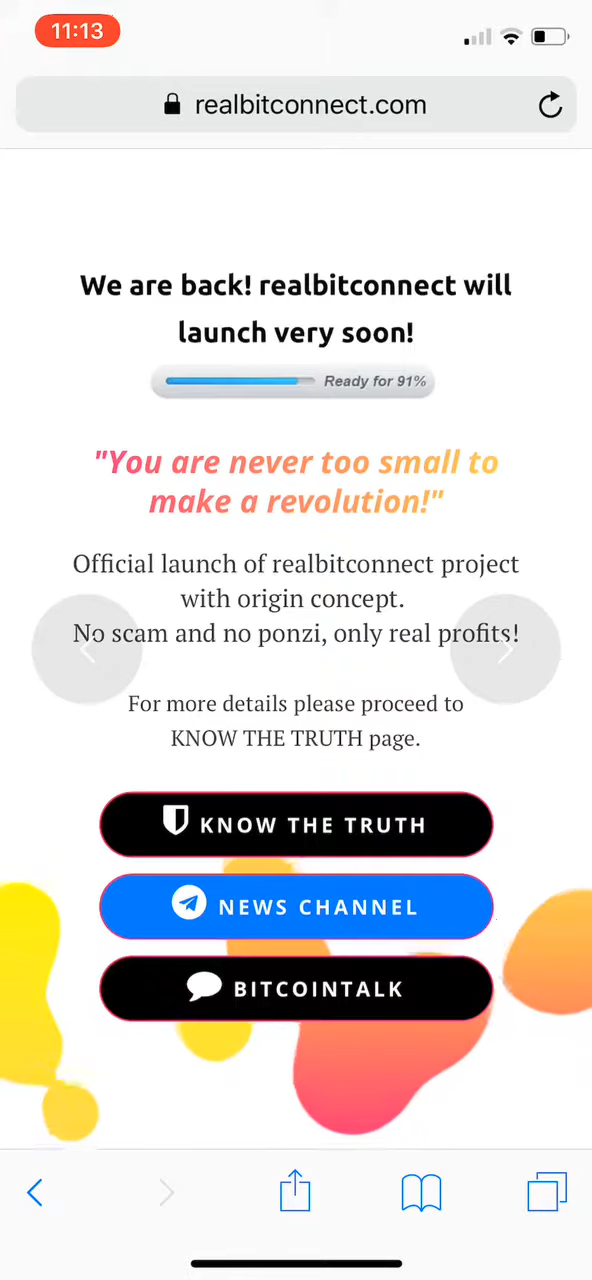 11:13
realbitconnect.com
We are back! realbitconnect will
launch very soon!
Ready for 91%
"You are never too small to
make a revolution!"
Official launch of realbitconnect project
with origin concept.
No scam and no ponzi, only real profits!
For more details please proceed to
KNOW THE TRUTH page.
KNOW THE TRUTH
NEWS CHANNEL
BITCOINTALK